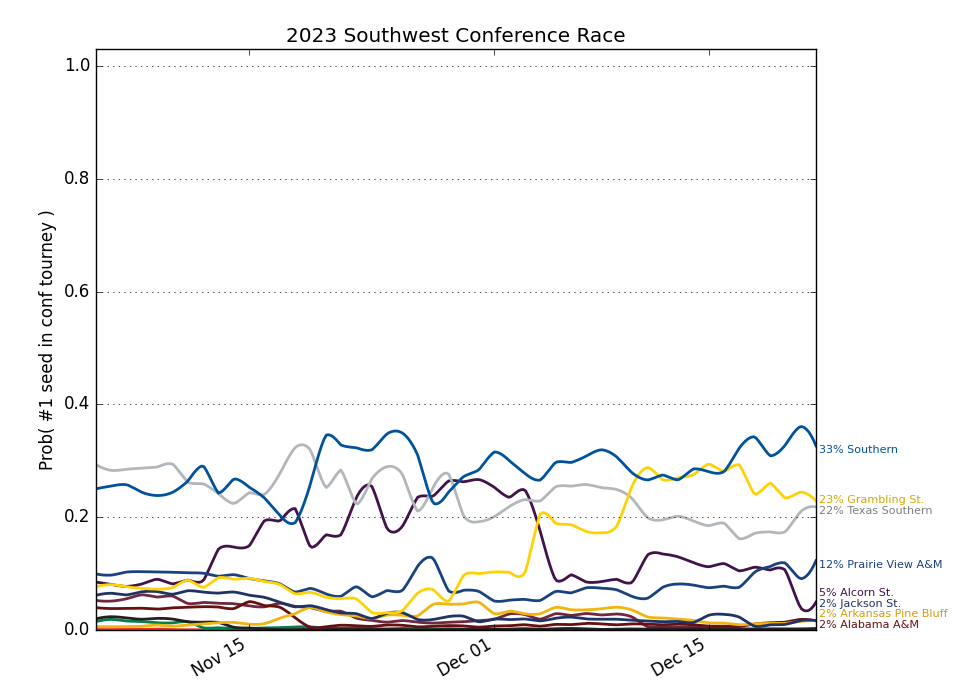 2023 Southwest Conference Race
Prob( #1 seed in conf tourney )
1.0
0.8
0.6
0.4
0.2
0.0
Nov 15
Dec 01
Dec 15
33% Southern
23% Grambling St.
22% Texas Southern
12% Prairie View A&M
5% Alcorn St.
2% Jackson St.
2% Arkansas Pine Bluff
2% Alabama A&M